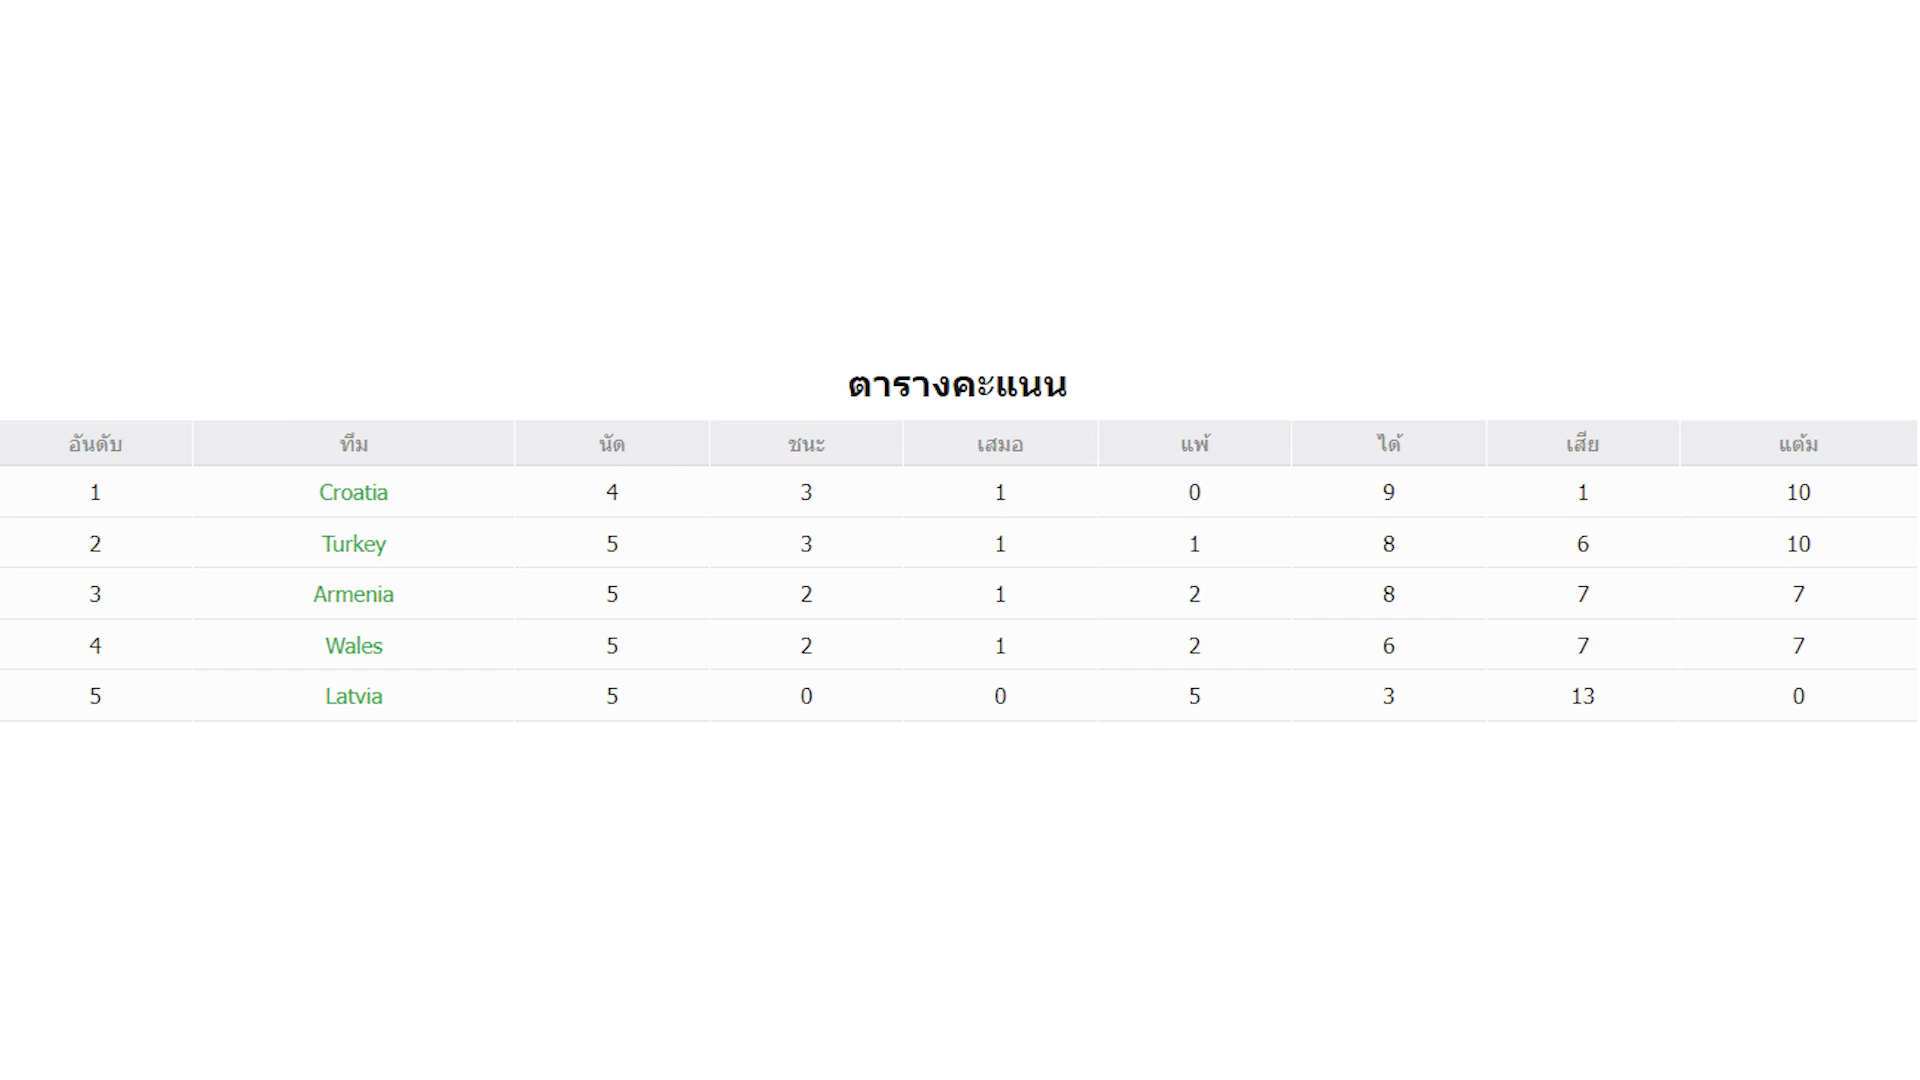 ตารางคะแนน
อันดับ ทีม นัด ชนะ เสมอ แพ้ ได้ เสีย แต้ม
1 Croatia 4 3 1 0 9 1 10
2 Turkey 5 3 1 1 8 6 10
3 Armenia 5 2 1 2 8 7 7
4 Wales 5 2 1 2 6 7 7
5 Latvia 5 0 0 5 3 13 0